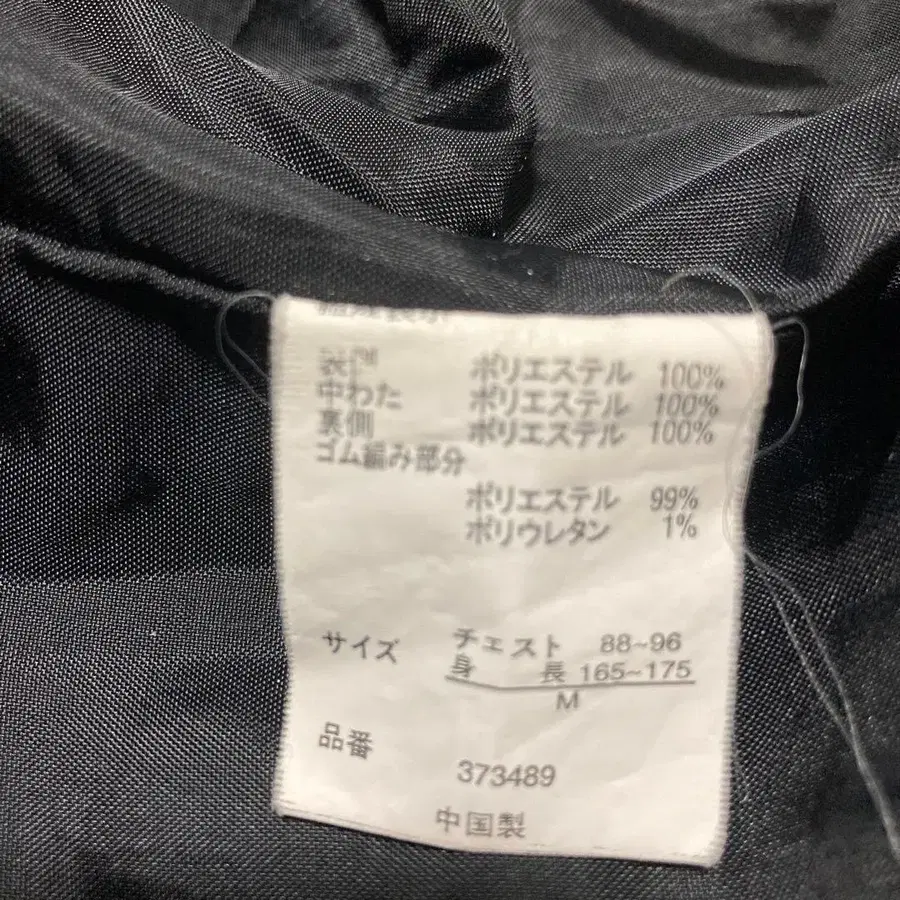 ポリエステル 100%
中わた ポリエステル 100%
裏側 ポリエステル 100%
ゴム編み部分
ポリエステル 99%
ポリウレタン 1%
サイズ チェスト 88~96
身長 165~175
M
品番
373489
中国製